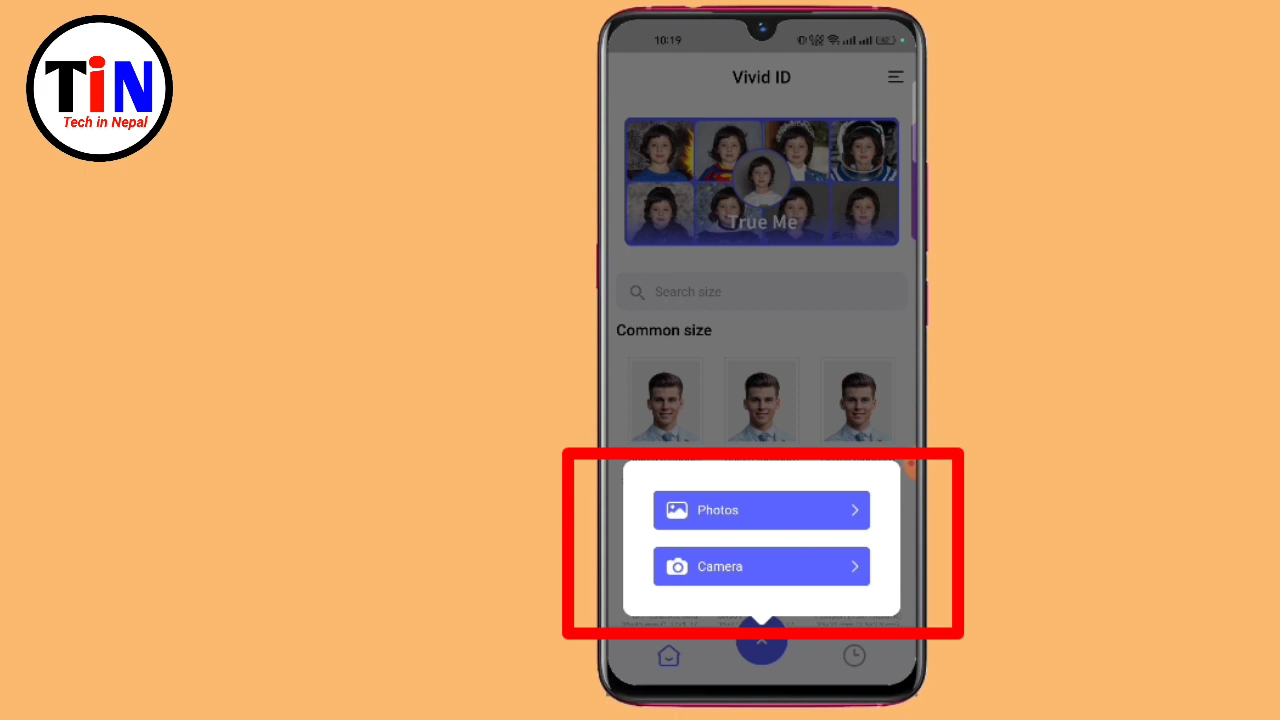 TiN
Tech in Nepal
10:19
Vivid ID
True Me
Search size
Common size
Photos
Camera